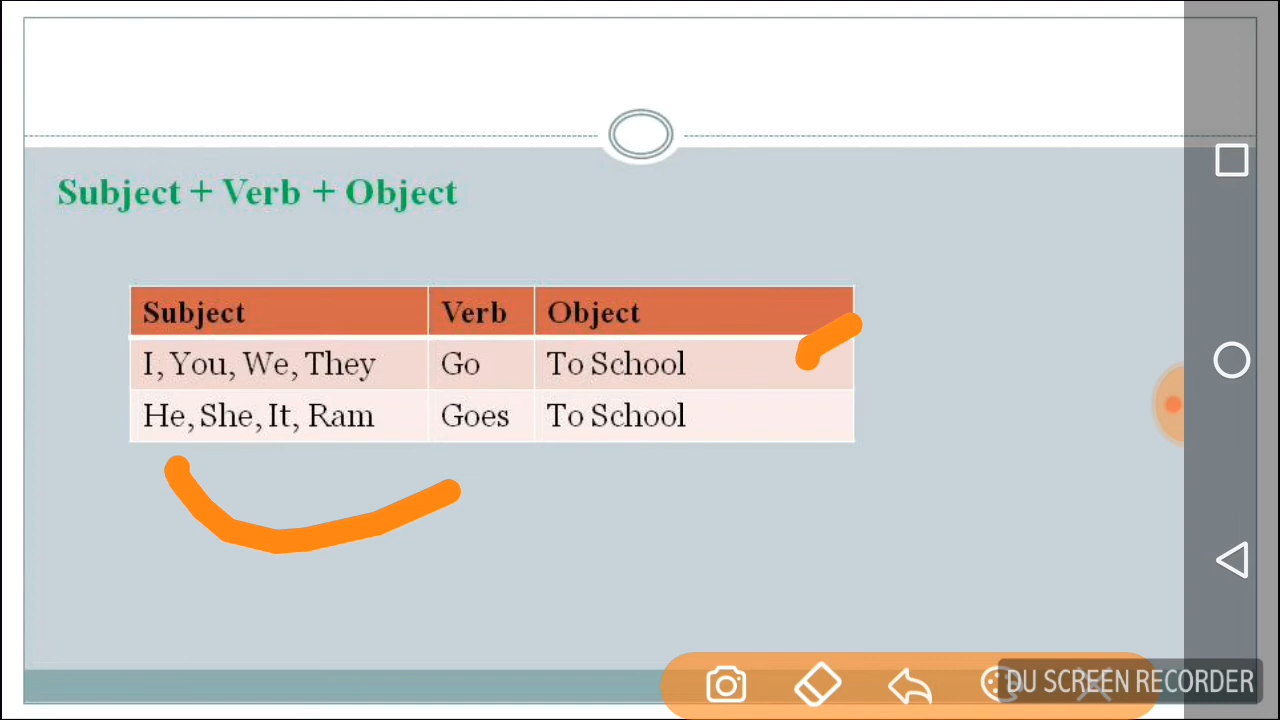 Subject + Verb + Object
Subject Verb Object
I, You, We, They Go To School
He, She, It, Ram Goes To School
DU SCREEN RECORDER